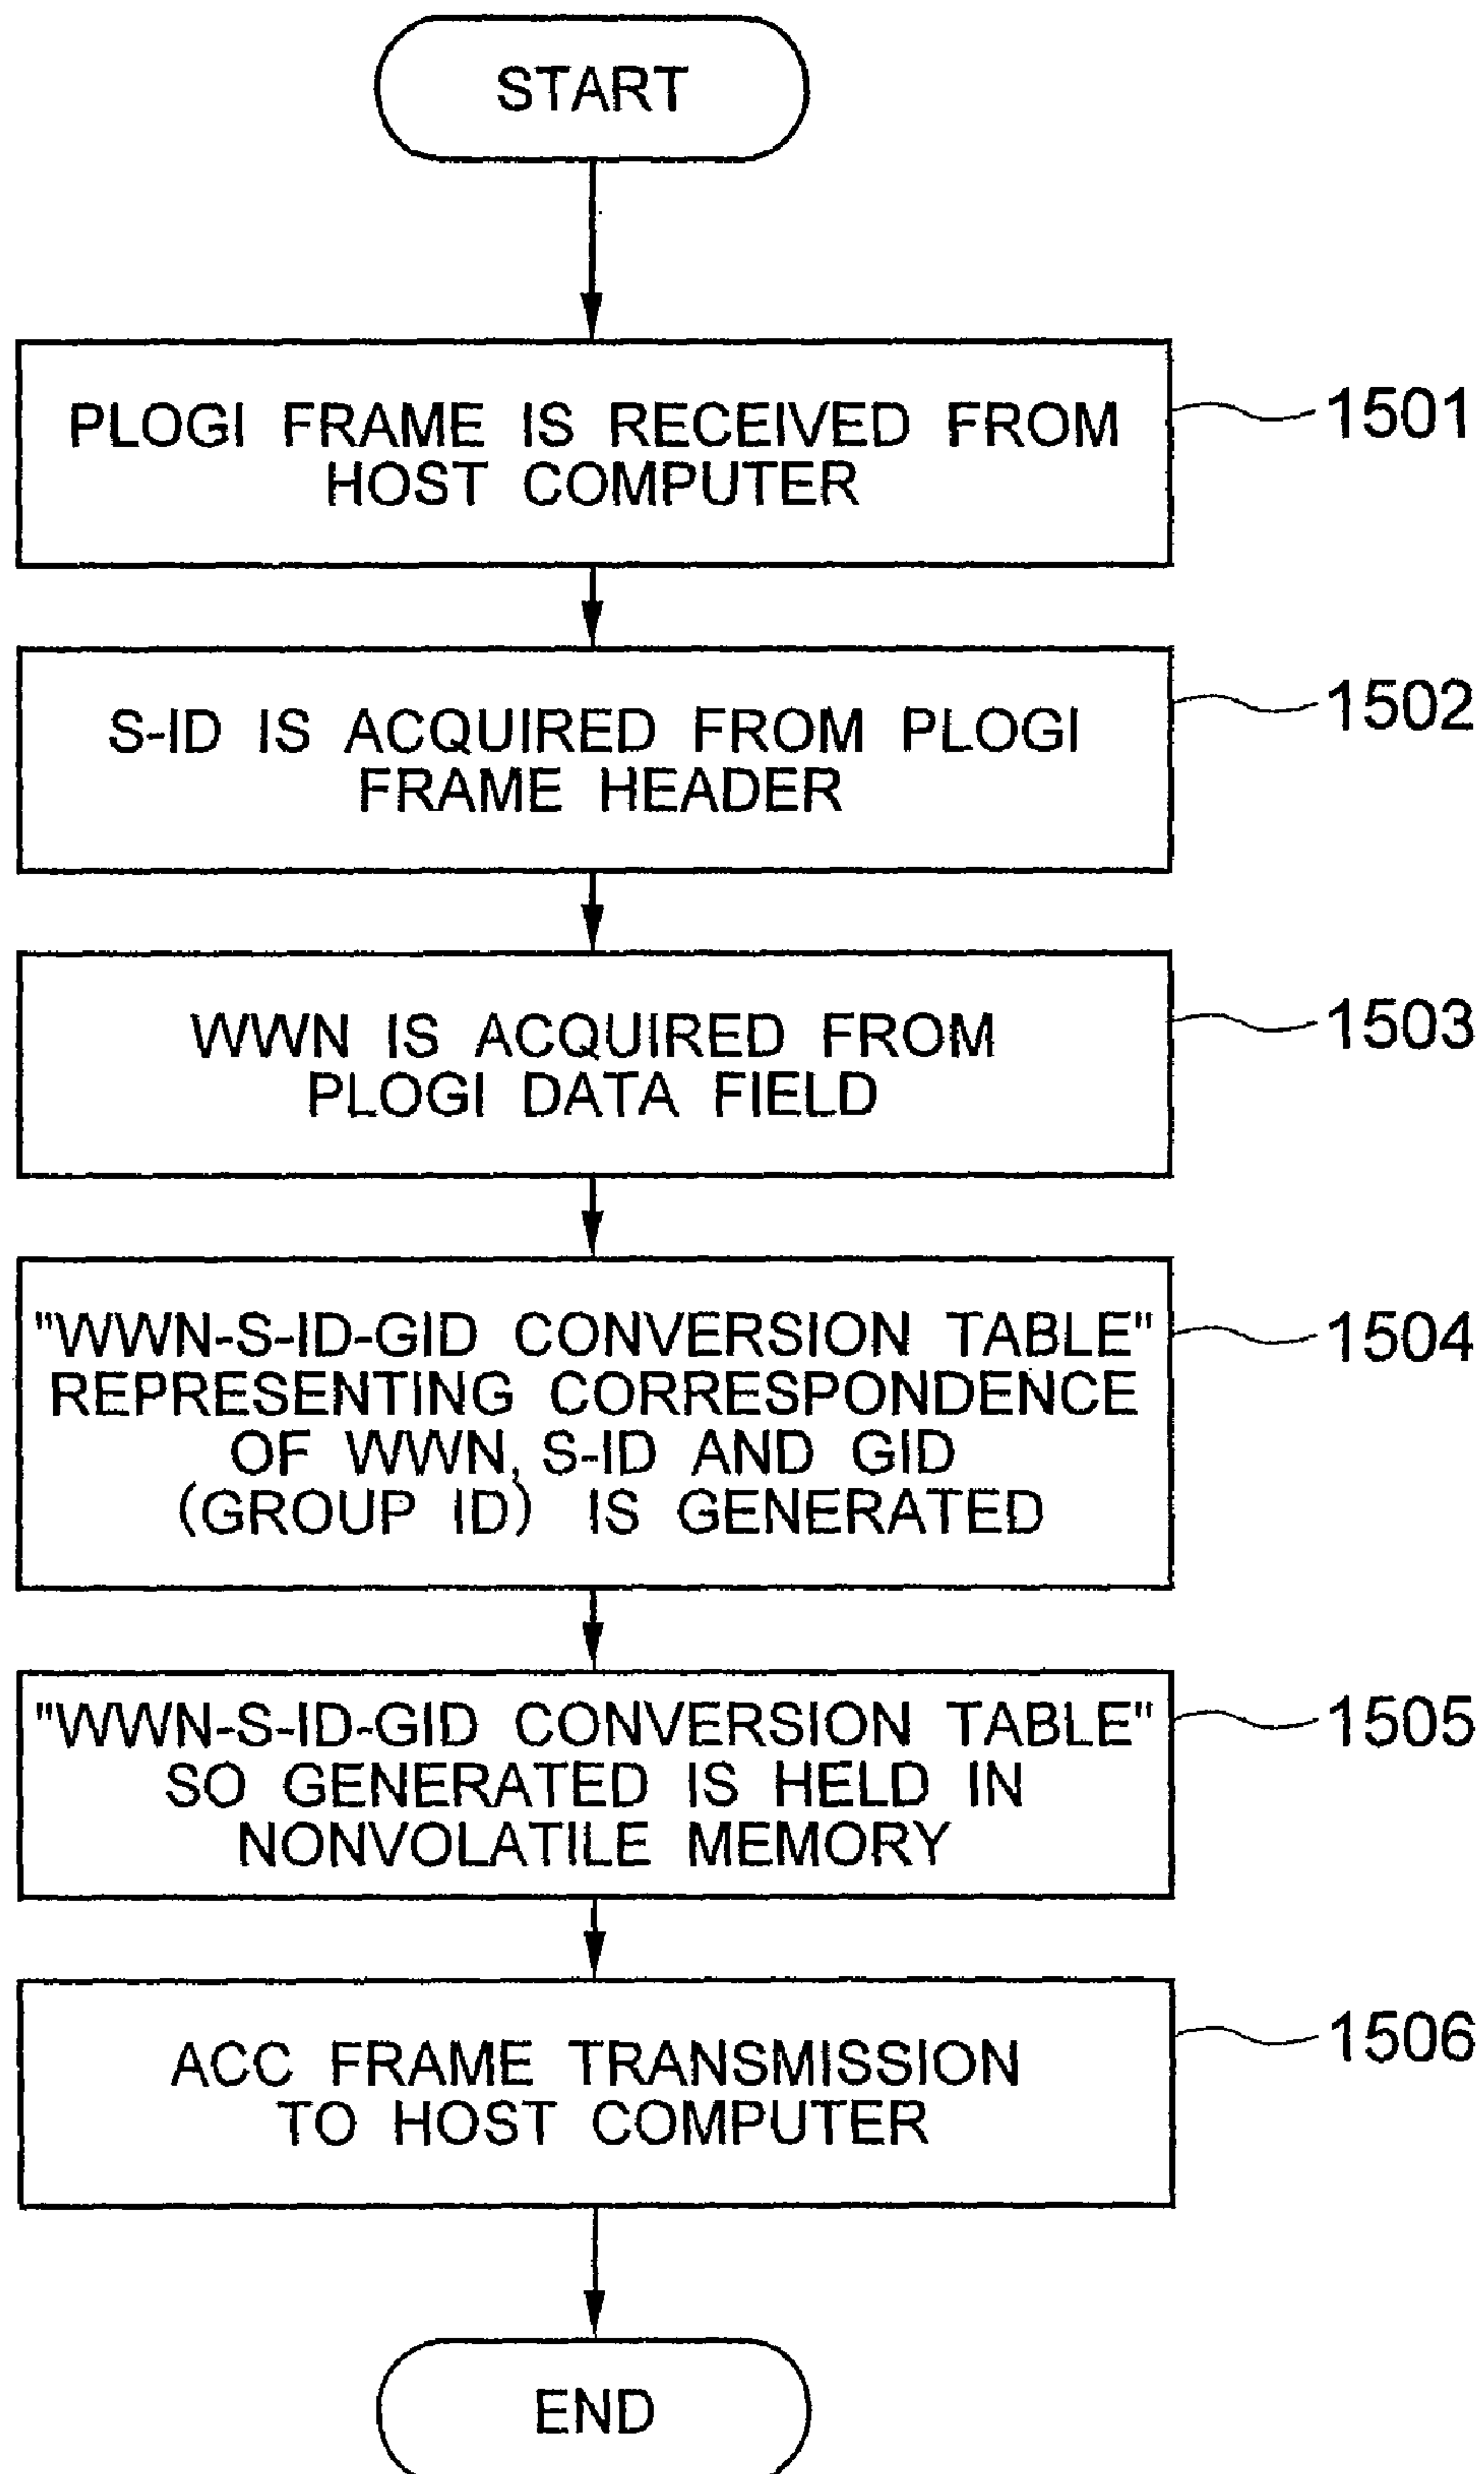 START
PLOGI FRAME IS RECEIVED FROM
HOST COMPUTER
1501
S-ID IS ACQUIRED FROM PLOGI
FRAME HEADER
1502
WWN IS ACQUIRED FROM
PLOGI DATA FIELD
1503
"WWN-S-ID-GID CONVERSION TABLE"
REPRESENTING CORRESPONDENCE
OF WWN, S-ID AND GID
(GROUP ID) IS GENERATED
1504
"WWN-S-ID-GID CONVERSION TABLE"
SO GENERATED IS HELD IN
NONVOLATILE MEMORY
1505
ACC FRAME TRANSMISSION
TO HOST COMPUTER
1506
END